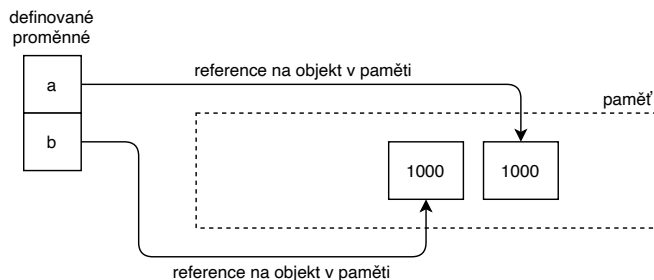 definované
proměnné
a
reference na objekt v paměti
paměť
b
1000
1000
reference na objekt v paměti